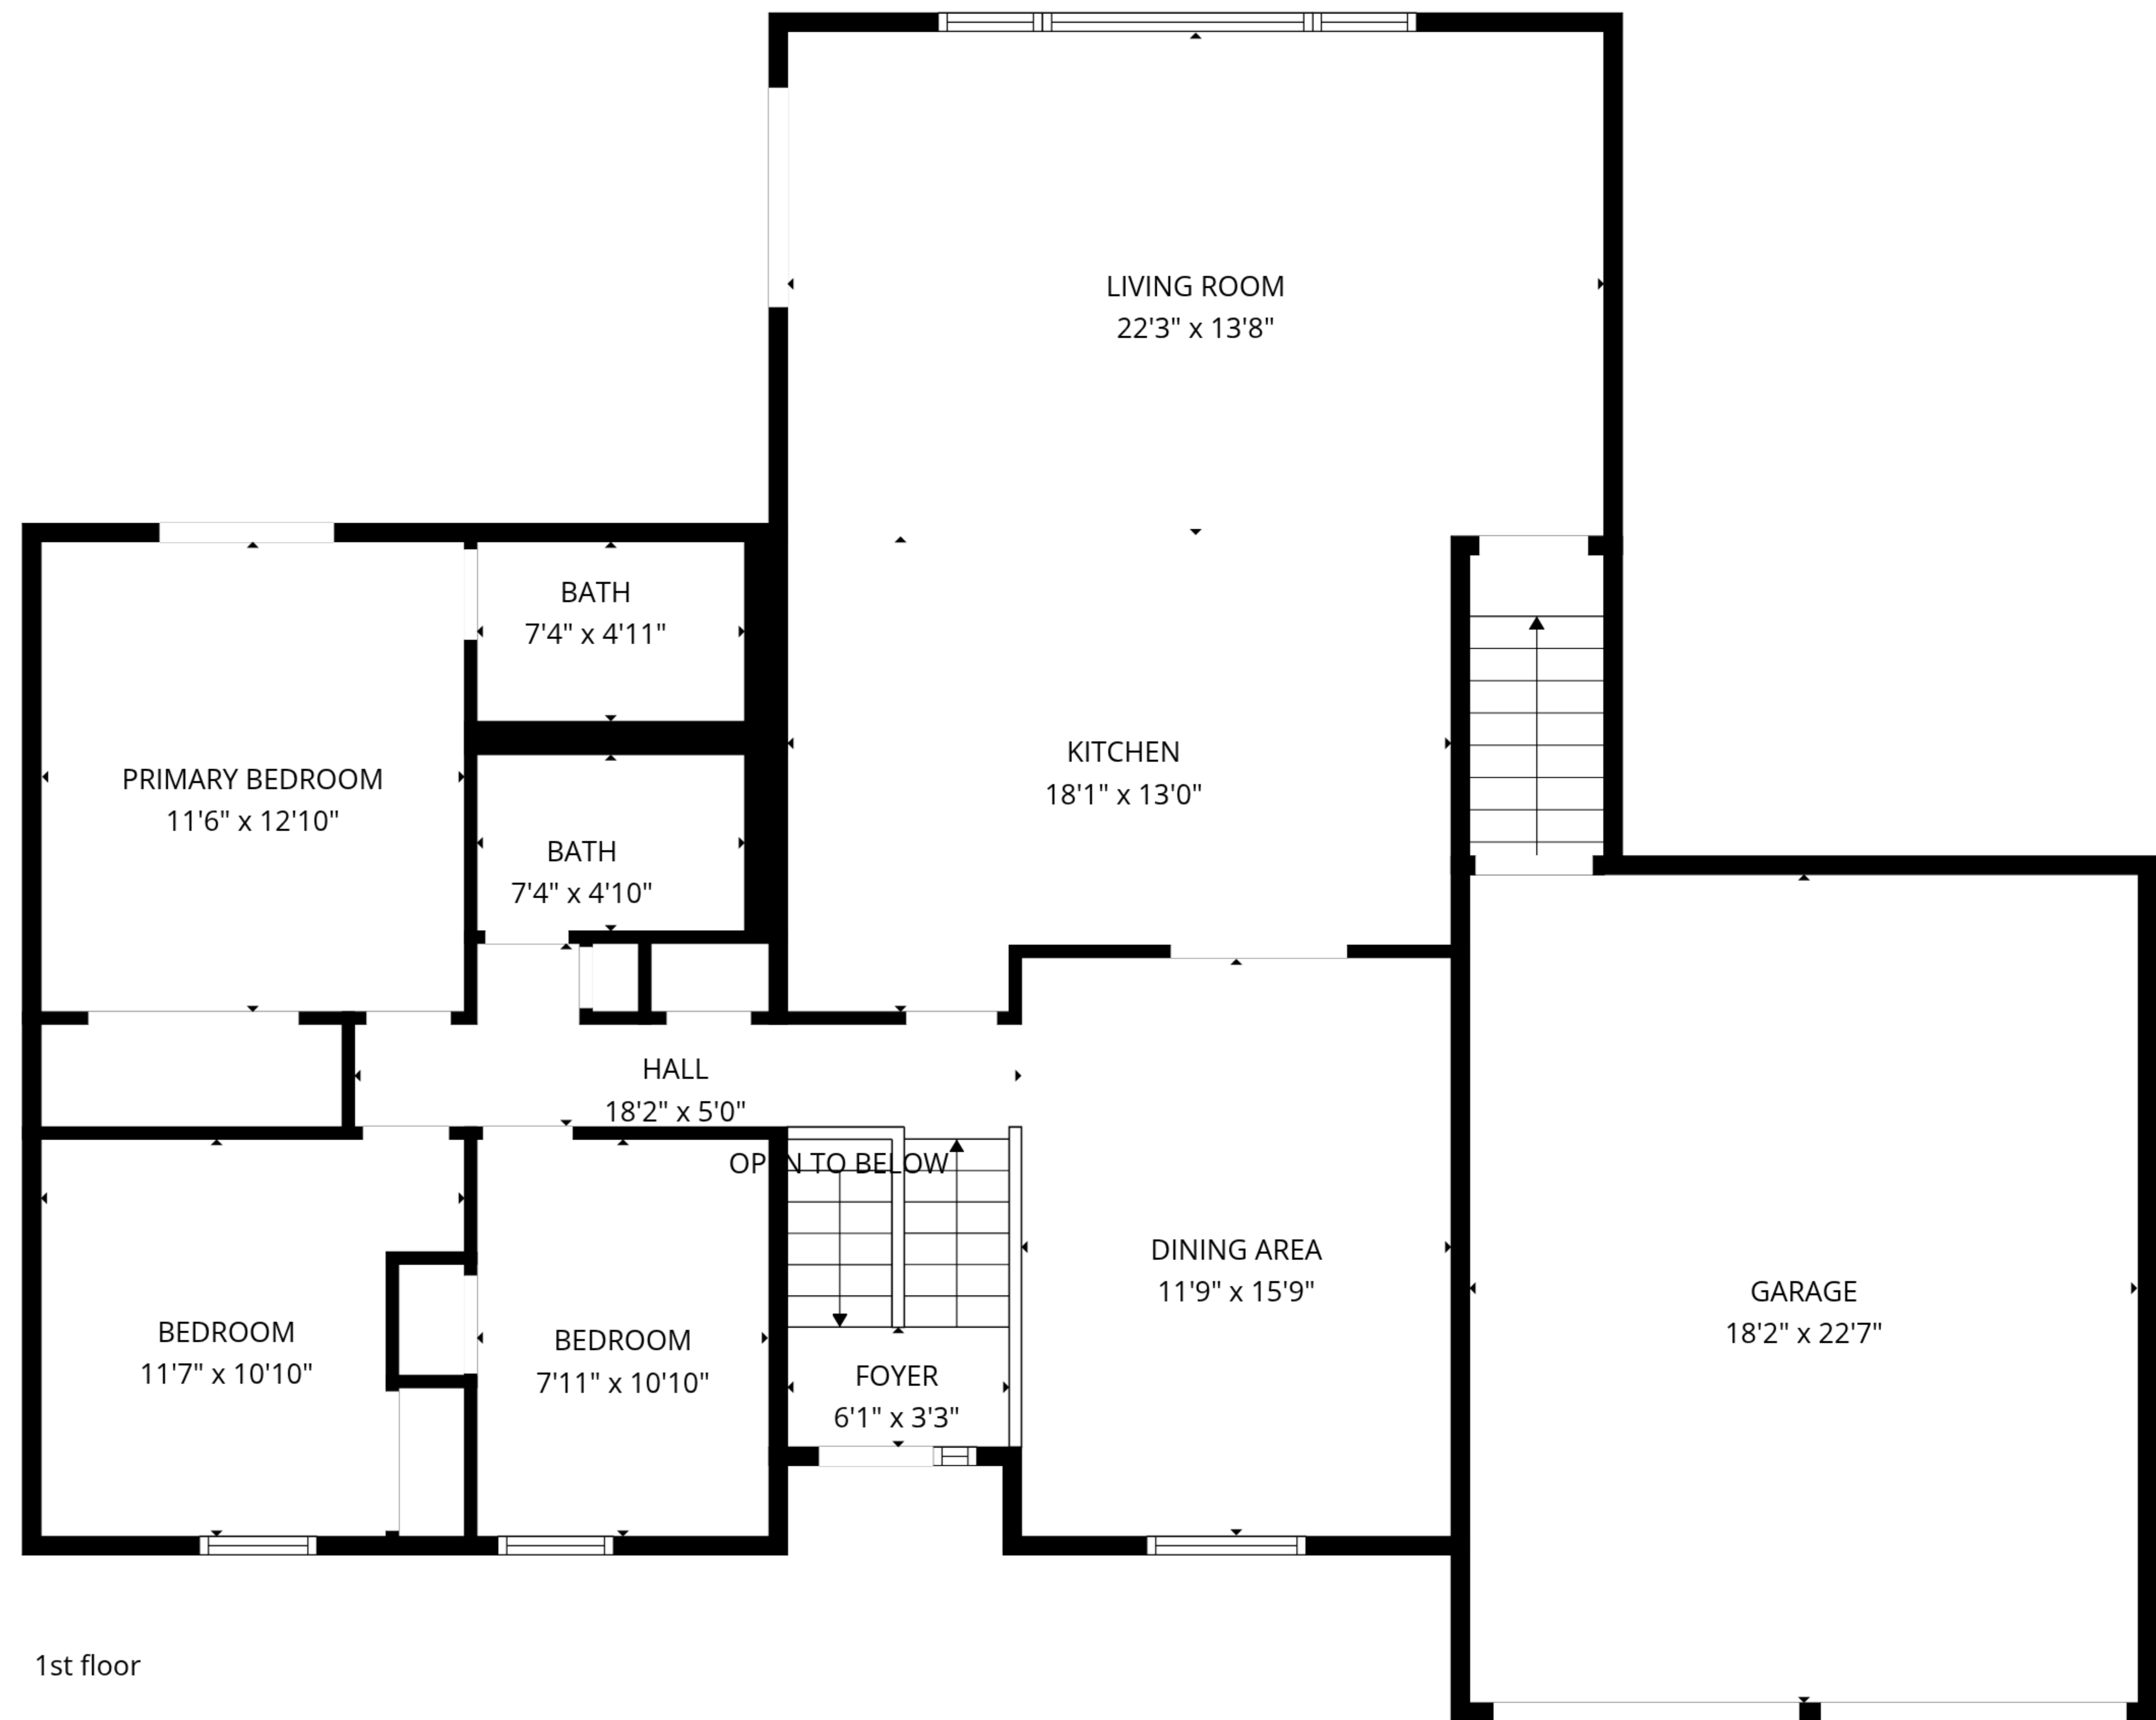 LIVING ROOM
22'3" x 13'8"
BATH
7'4" x 4'11"
PRIMARY BEDROOM
11'6" x 12'10"
KITCHEN
18'1" x 13'0"
BATH
7'4" x 4'10"
HALL
18'2" x 5'0"
OPEN TO BELOW
DINING AREA
11'9" x 15'9"
GARAGE
18'2" x 22'7"
BEDROOM
11'7" x 10'10"
BEDROOM
7'11" x 10'10"
FOYER
6'1" x 3'3"
1st floor